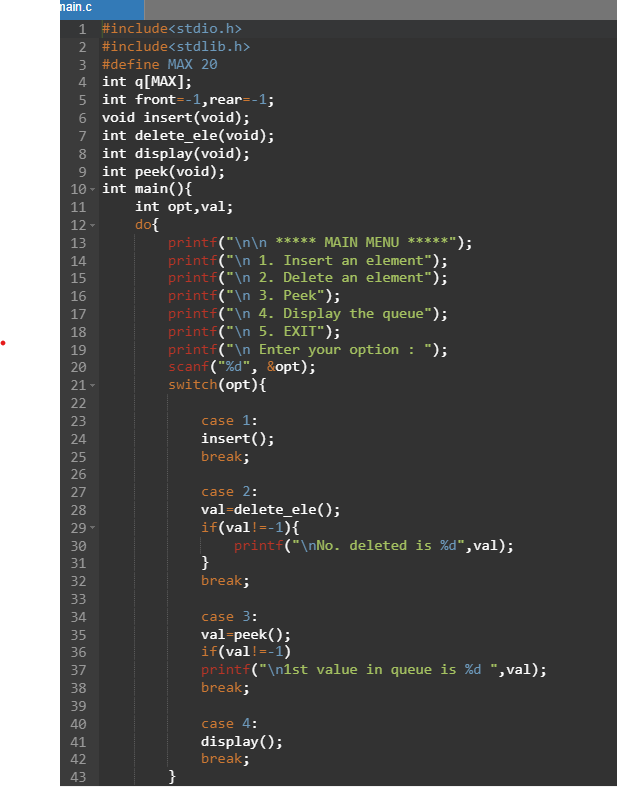 main.c
1 #include<stdio.h>
2 #include<stdlib.h>
3 #define MAX 20
4 int q[MAX];
5 int front=-1,rear=-1;
6 void insert(void);
7 int delete_ele(void);
8 int display(void);
9 int peek(void);
10 int main(){
11     int opt,val;
12     do{
13         printf("\n\n ***** MAIN MENU *****");
14         printf("\n 1. Insert an element");
15         printf("\n 2. Delete an element");
16         printf("\n 3. Peek");
17         printf("\n 4. Display the queue");
18         printf("\n 5. EXIT");
19         printf("\n Enter your option : ");
20         scanf("%d", &opt);
21         switch(opt){
22
23             case 1:
24             insert();
25             break;
26
27             case 2:
28             val=delete_ele();
29             if(val!=-1){
30                 printf("\nNo. deleted is %d",val);
31             }
32             break;
33
34             case 3:
35             val=peek();
36             if(val!=-1)
37             printf("\n1st value in queue is %d ",val);
38             break;
39
40             case 4:
41             display();
42             break;
43         }